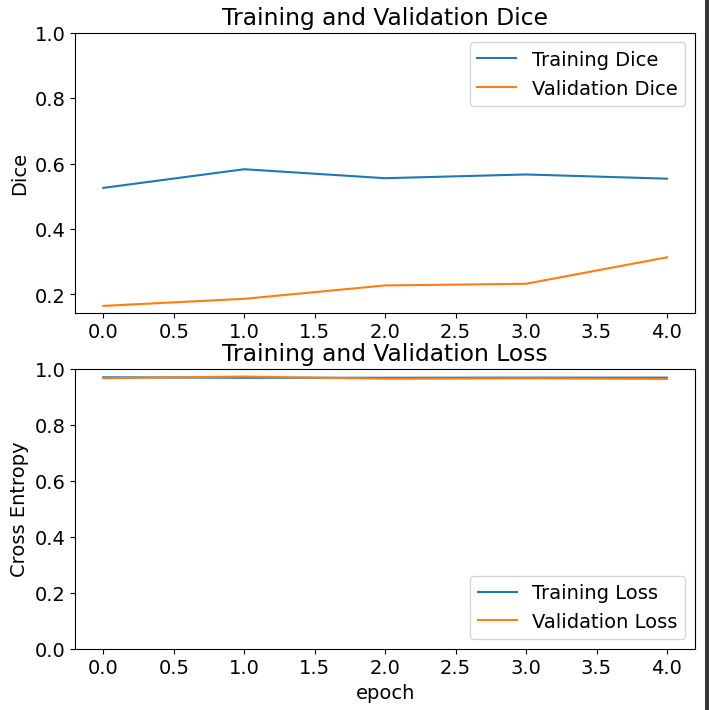 Training and Validation Dice
1.0
0.8
0.6
0.4
0.2
Dice
Training Dice
Validation Dice
0.0 0.5 1.0 1.5 2.0 2.5 3.0 3.5 4.0
Training and Validation Loss
1.0
0.8
0.6
0.4
0.2
0.0
Cross Entropy
Training Loss
Validation Loss
0.0 0.5 1.0 1.5 2.0 2.5 3.0 3.5 4.0
epoch